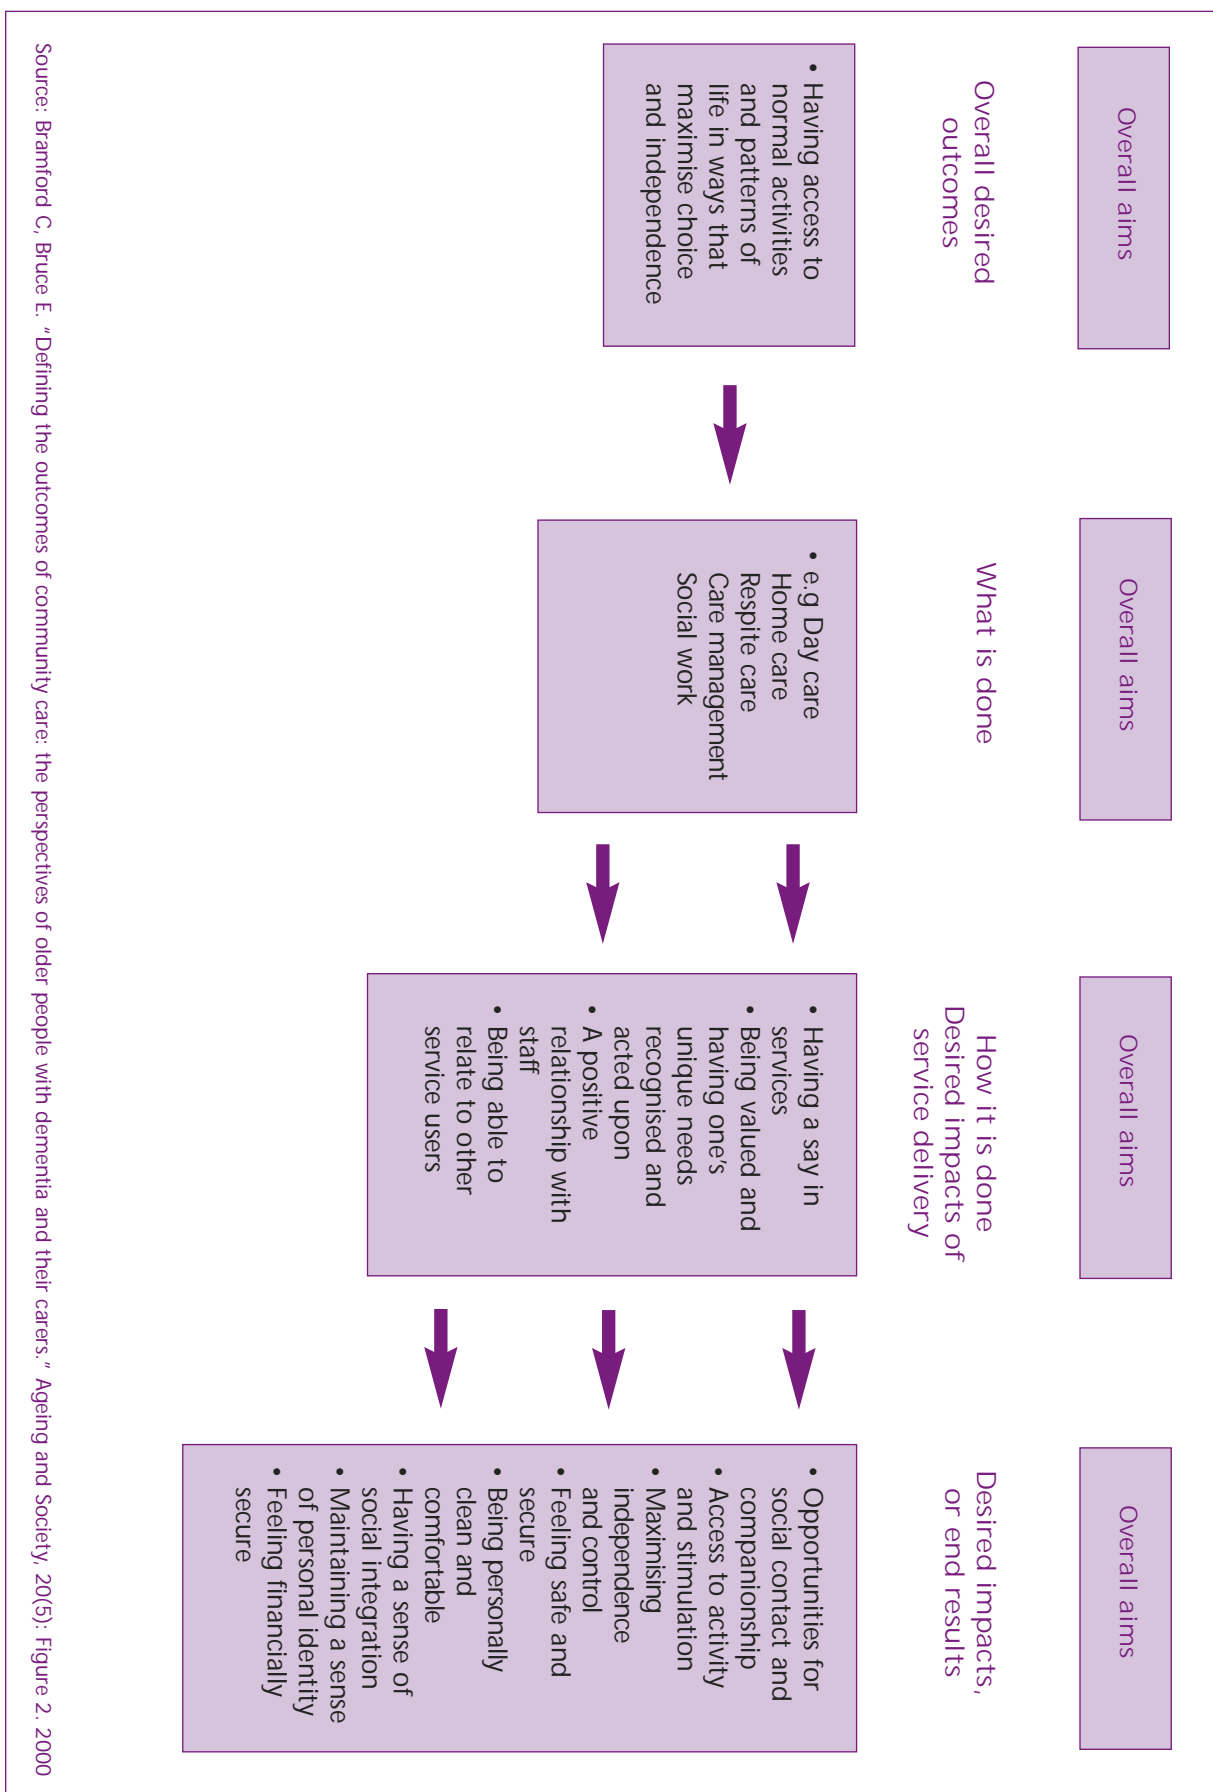 Overall aims
Overall desired
outcomes
• Having access to
normal activities
and patterns of
life in ways that
maximise choice
and independence
Overall aims
What is done
• e.g Day care
Home care
Respite care
Care management
Social work
Overall aims
How it is done
Desired impacts of
service delivery
• Having a say in
services
• Being valued and
having one's
unique needs
recognised and
acted upon
• A positive
relationship with
staff
• Being able to
relate to other
service users
Overall aims
Desired impacts,
or end results
• Opportunities for
social contact and
companionship
• Access to activity
and stimulation
• Maximising
independence
and control
• Feeling safe and
secure
• Being personally
clean and
comfortable
• Having a sense of
social integration
• Maintaining a sense
of personal identity
• Feeling financially
secure
Source: Bramford C, Bruce E. "Defining the outcomes of community care: the perspectives of older people with dementia and their carers." Ageing and Society, 20(5): Figure 2. 2000